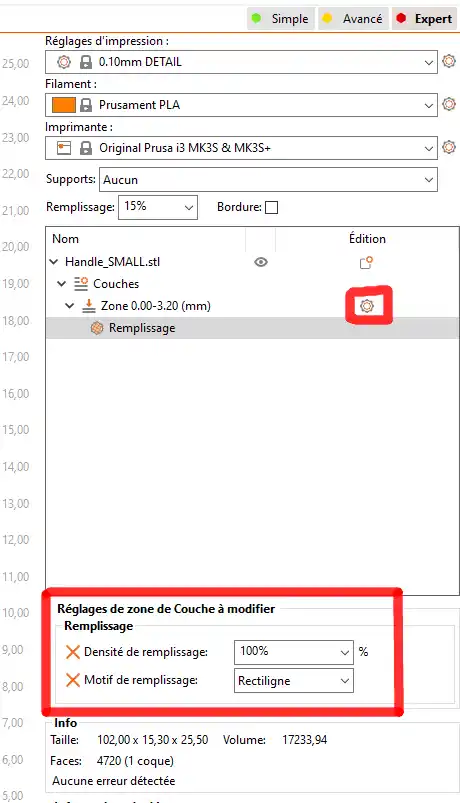 Simple Avancé Expert
Réglages d'impression :
25,00 0.10mm DETAIL
Filament :
24,00 Prusament PLA
Imprimante :
23,00
Original Prusa i3 MK3S & MK3S+
22,00 Supports: Aucun
21,00 Remplissage: 15% Bordure:
20,00 Nom Édition
Handle_SMALL.stl
19,00 Couches
Zone 0.00-3.20 (mm)
18,00
Remplissage
17,00
16,00
15,00
14,00
13,00
12,00
11,00
10,00 Réglages de zone de Couche à modifier
Remplissage
9,00 Densité de remplissage: 100% %
8,00 Motif de remplissage: Rectiligne
7,00 Info
Taille: 102,00 x 15,30 x 25,50 Volume: 17233,94
6,00 Faces: 4720 (1 coque)
Aucune erreur détectée
5,00